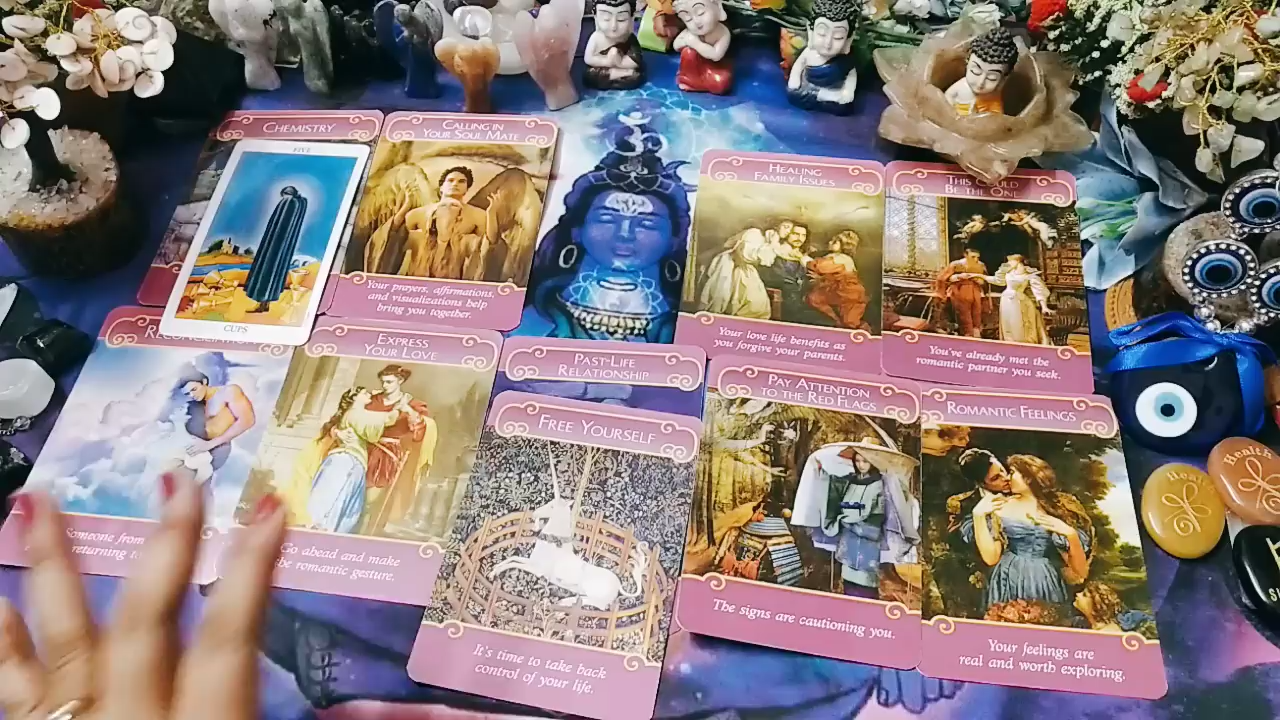 CHEMISTRY
FIVE
CUPS
CALLING IN
YOUR SOUL MATE
Your prayers, affirmations,
and visualizations help
bring you together.
HEALING
FAMILY ISSUES
Your love life benefits as
you forgive your parents.
THIS COULD
BE THE ONE
You've already met the
romantic partner you seek.
Someone from
returning to
EXPRESS
YOUR LOVE
Go ahead and make
the romantic gesture.
PAST-LIFE
RELATIONSHIP
FREE YOURSELF
It's time to take back
control of your life.
PAY ATTENTION
TO THE RED FLAGS
The signs are cautioning you.
ROMANTIC FEELINGS
Your feelings are
real and worth exploring.
Health